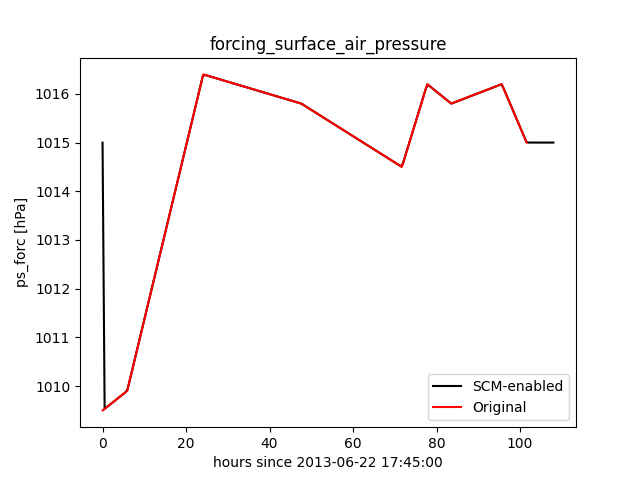 forcing_surface_air_pressure
ps_forc [hPa]
1016
1015
1014
1013
1012
1011
1010
0
20
40
60
80
100
hours since 2013-06-22 17:45:00
SCM-enabled
Original